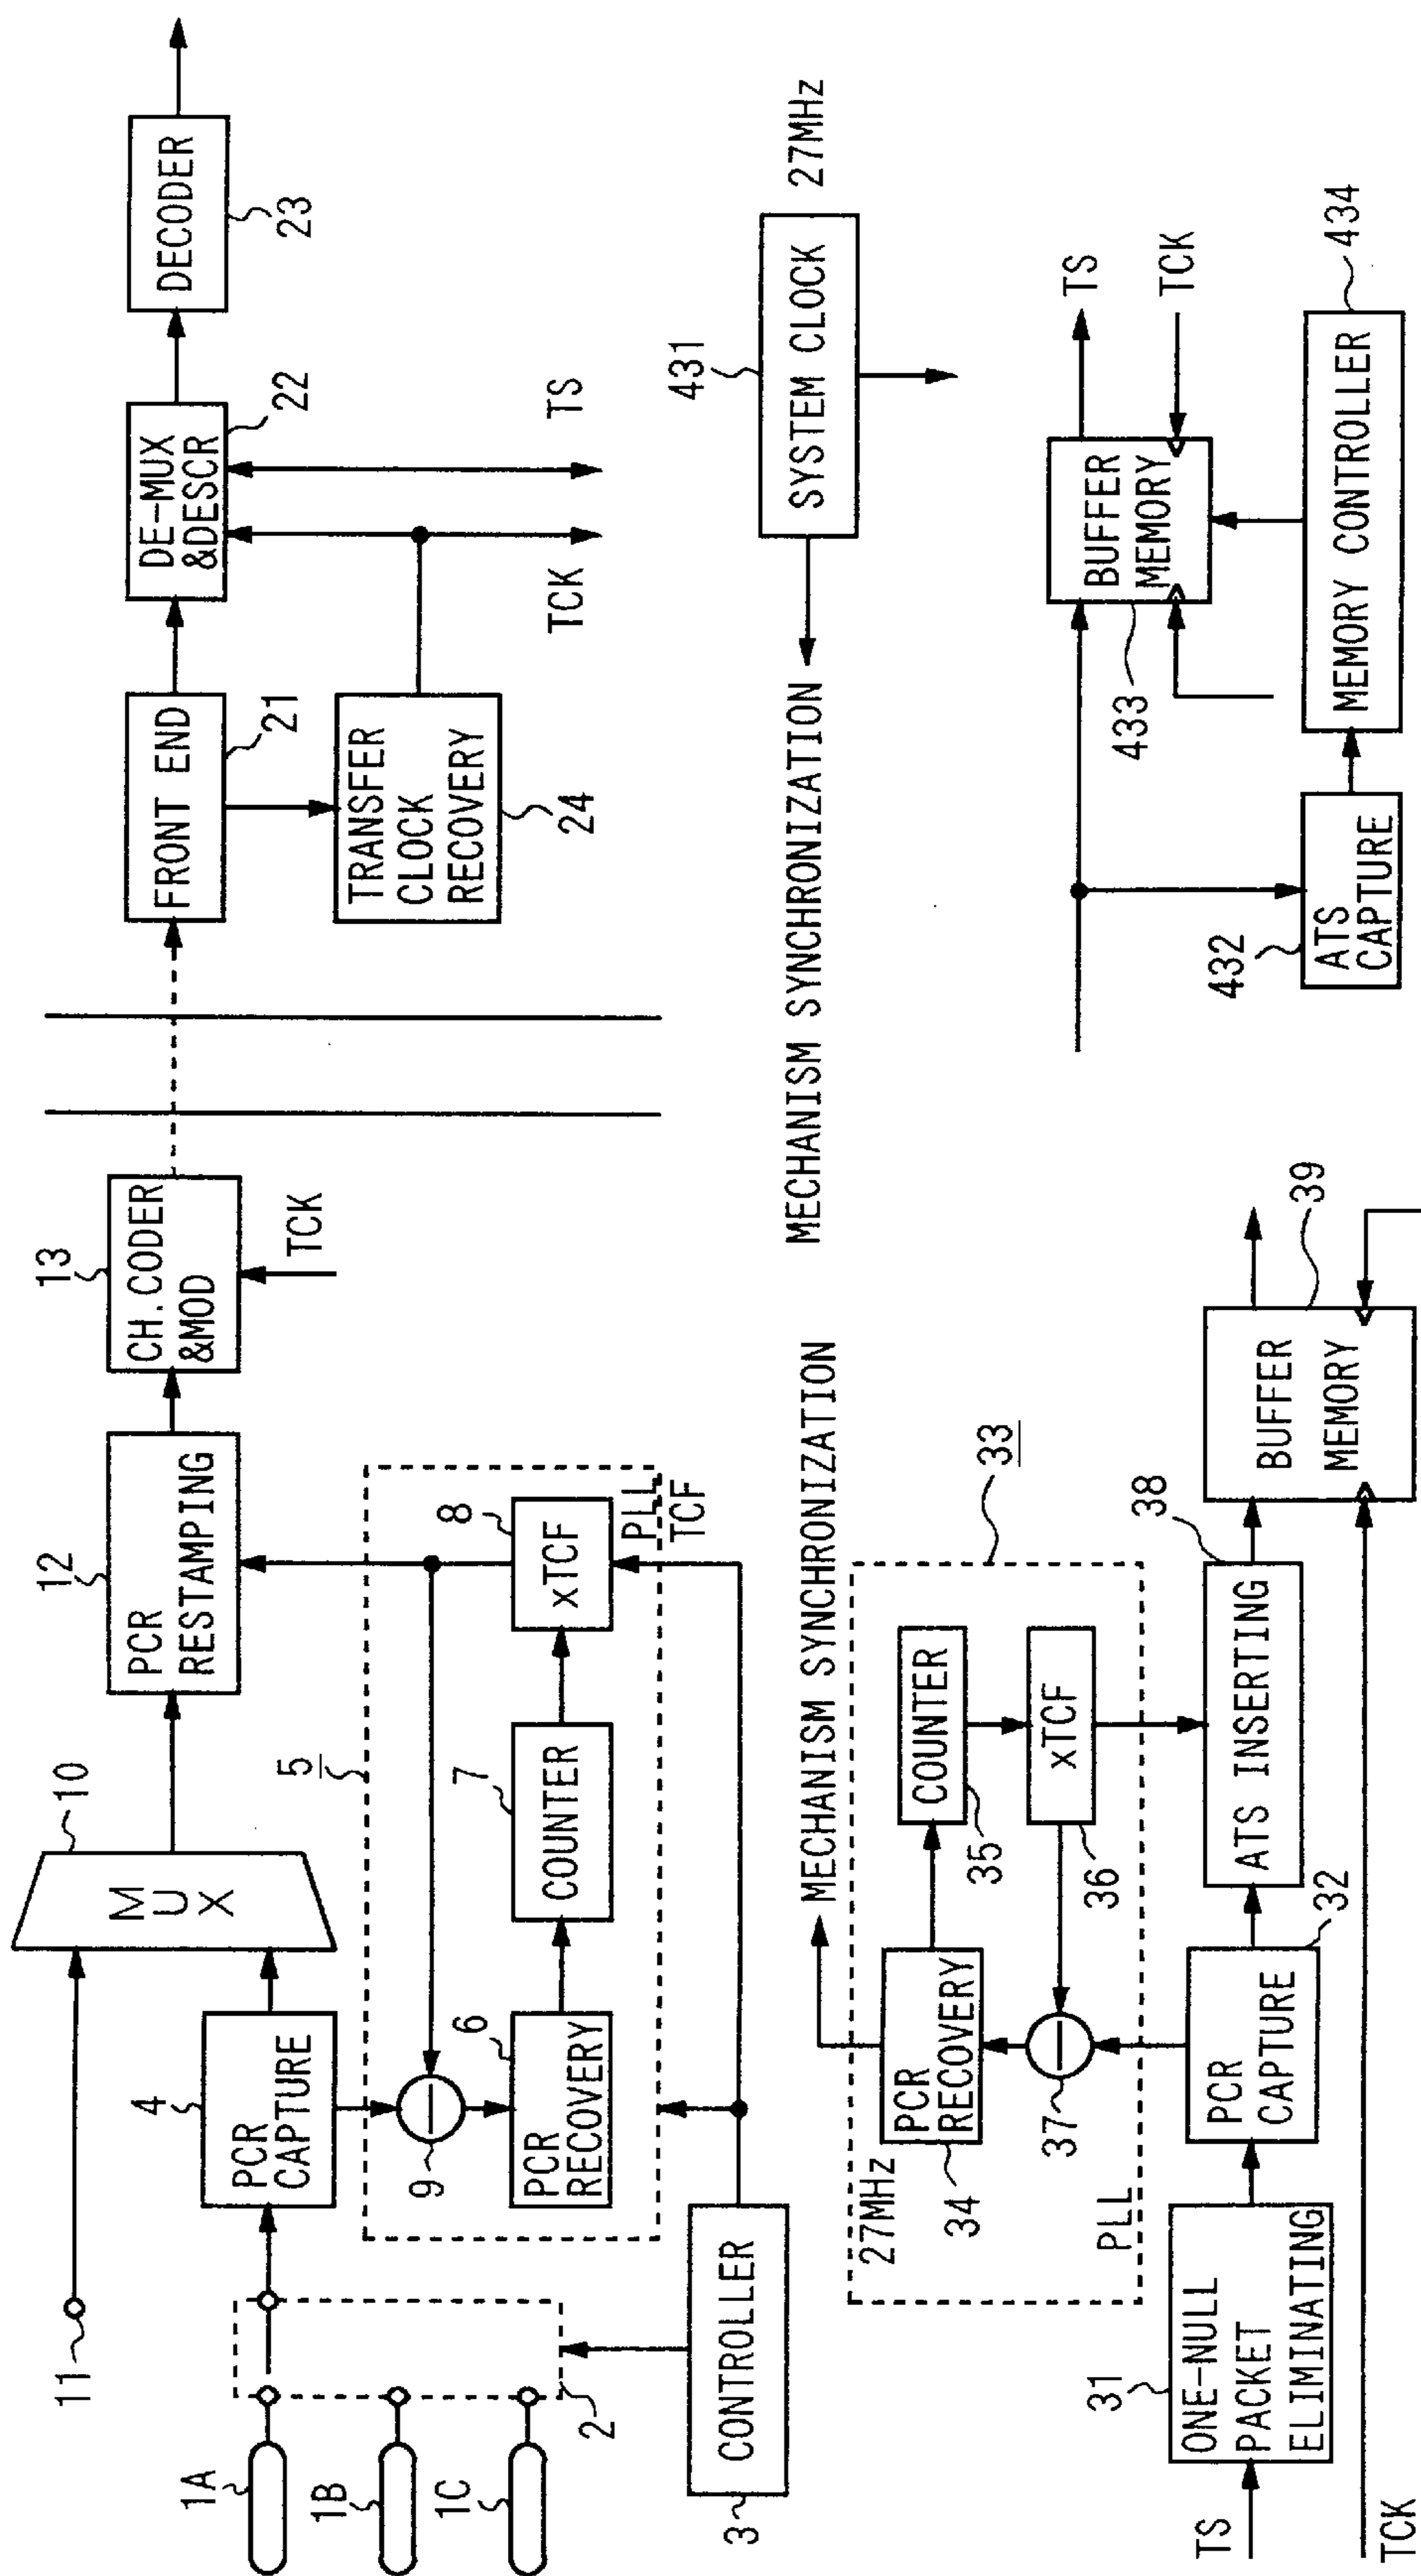 1A
1B
1C
2
3
CONTROLLER
11
4
PCR
CAPTURE
10
MUX
5
9
6
PCR
RECOVERY
7
COUNTER
8
xTCF
PLL
TCF
12
PCR
RESTAMPING
13
CH.CODER
&MOD
TCK
FRONT END
21
TRANSFER
CLOCK
RECOVERY
24
DE-MUX
&DESCR
22
TCK
TS
DECODER
23
TS
TCK
31
ONE-NULL
PACKET
ELIMINATING
PCR
CAPTURE
32
27MHz
PLL
33
34
PCR
RECOVERY
COUNTER
35
xTCF
36
37
MECHANISM SYNCHRONIZATION
ATS INSERTING
38
BUFFER
MEMORY
39
MECHANISM SYNCHRONIZATION
431
SYSTEM CLOCK
27MHz
432
ATS
CAPTURE
433
BUFFER
MEMORY
TS
TCK
MEMORY CONTROLLER
434